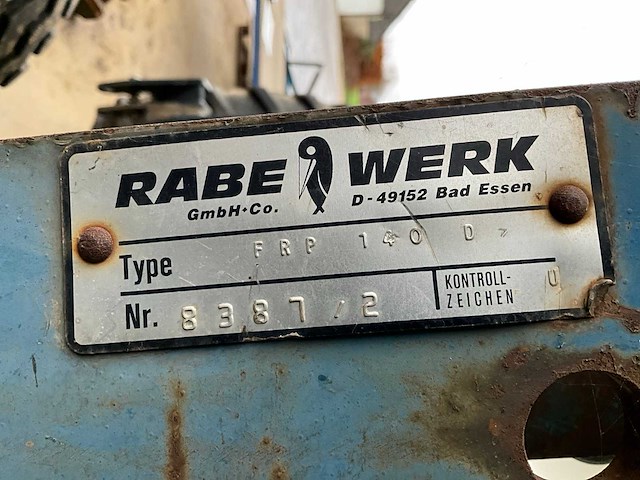 RABE WERK
GmbH+Co. D-49152 Bad Essen
Type FRP 140 D
Nr. 8387/2 KONTROLL-
ZEICHEN U